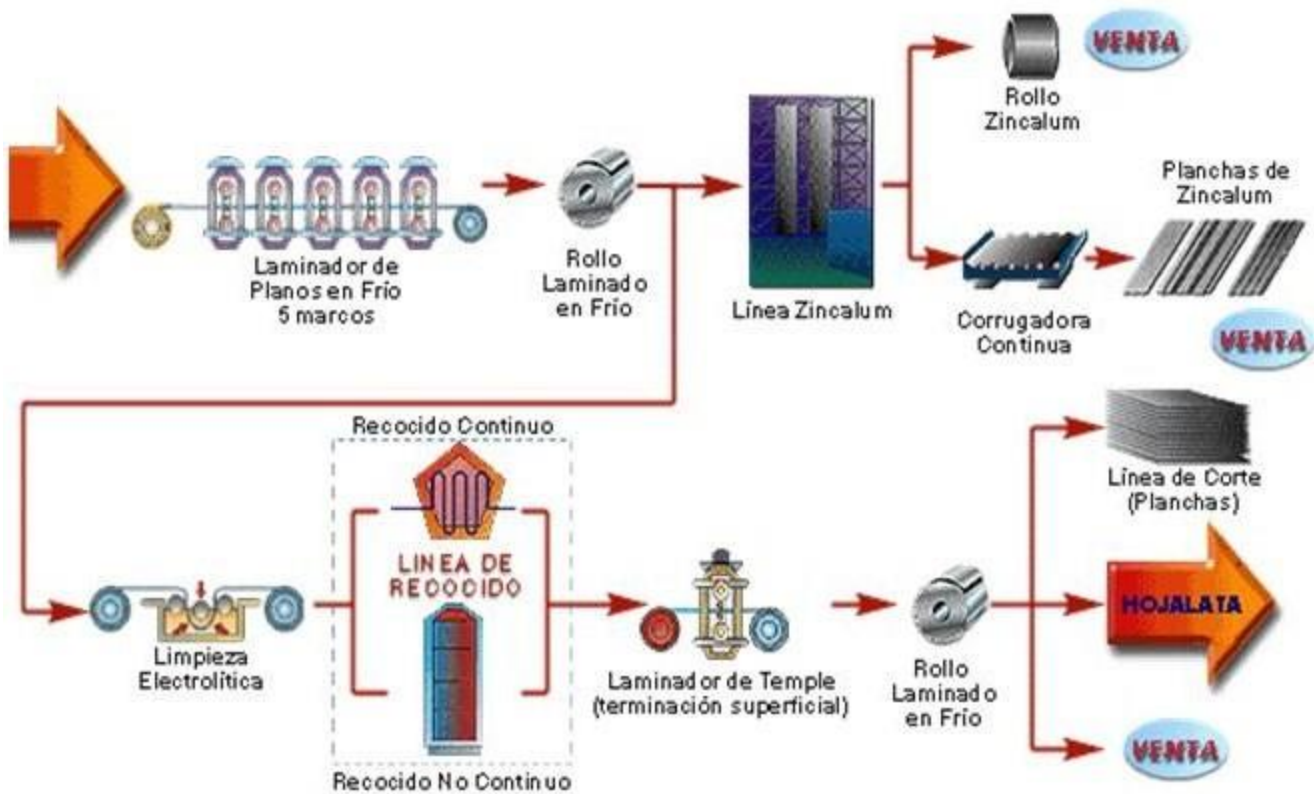 VENTA
Rollo
Zincalum
Planchas de
Zincalum
Laminador de
Planos en Frío
5 marcos
Rollo
Laminado
en Frío
Línea Zincalum
Corrugadora
Continua
VENTA
Recocido Continuo
LINEA DE
RECOCIDO
Línea de Corte
(Planchas)
HOJALATA
Limpieza
Electrolítica
Laminador de Temple
(terminación superficial)
Rollo
Laminado
en Frío
VENTA
Recocido No Continuo